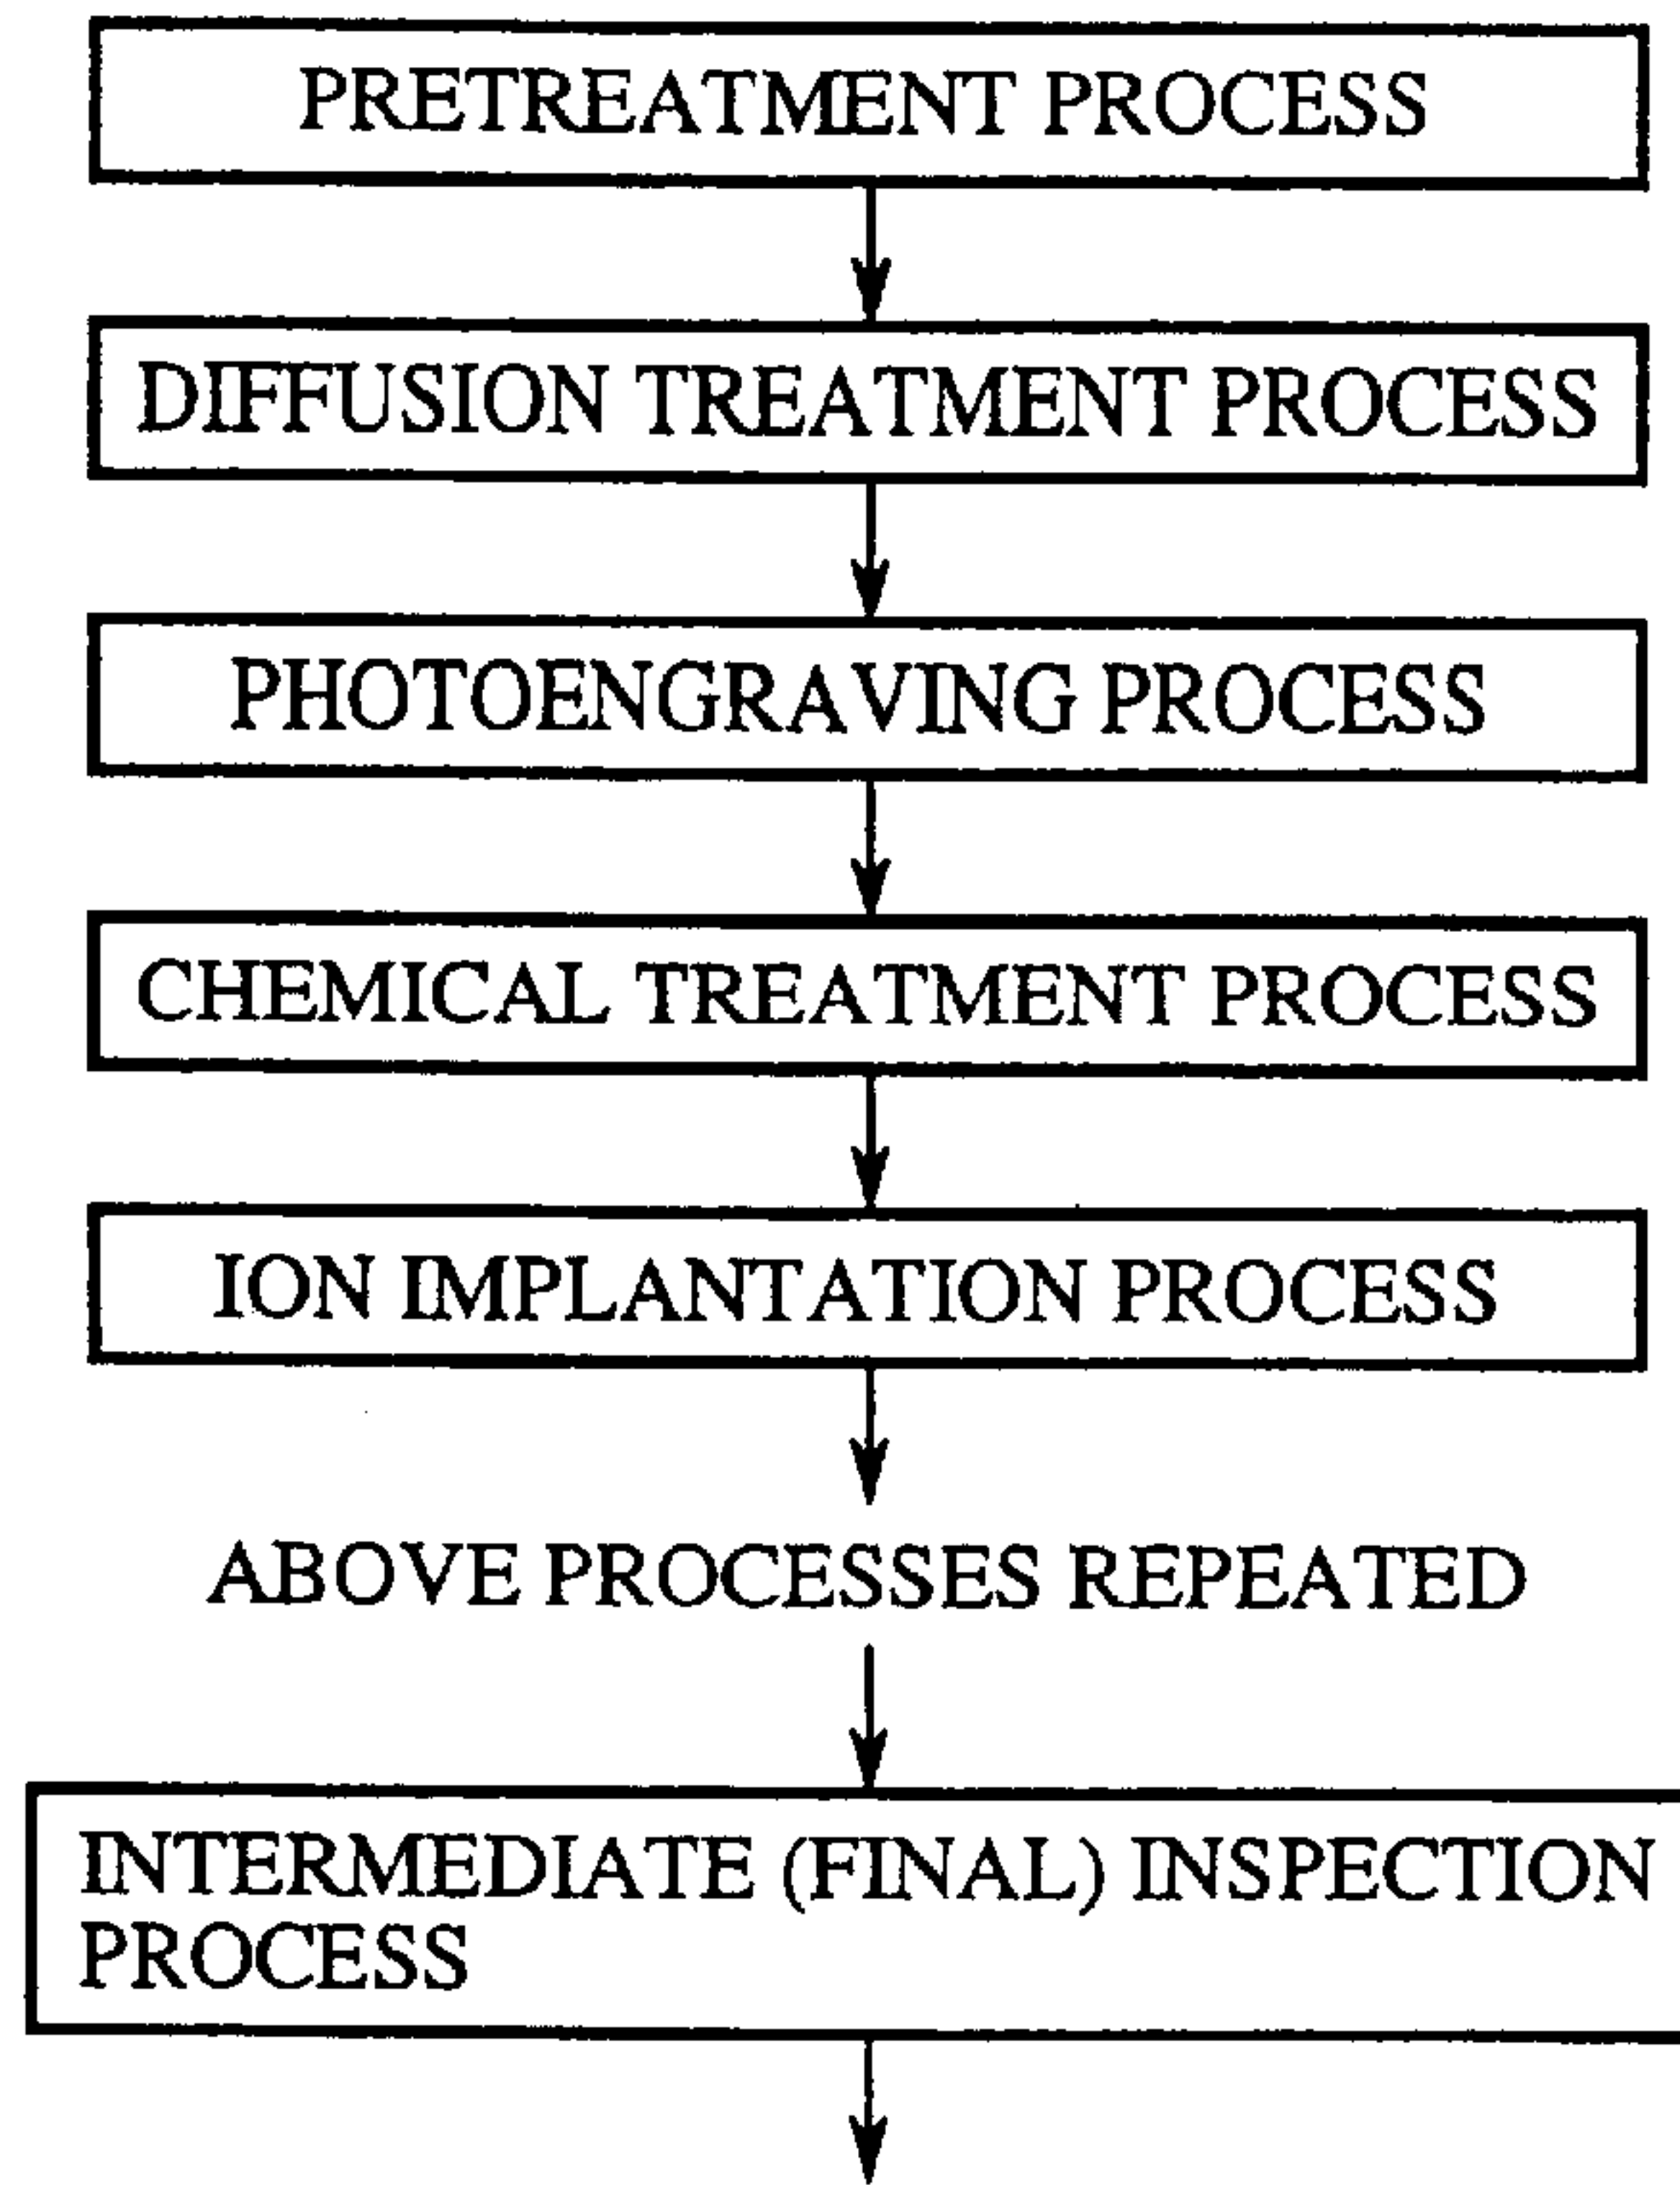 PRETREATMENT PROCESS
DIFFUSION TREATMENT PROCESS
PHOTOENGRAVING PROCESS
CHEMICAL TREATMENT PROCESS
ION IMPLANTATION PROCESS
ABOVE PROCESSES REPEATED
INTERMEDIATE (FINAL) INSPECTION
PROCESS